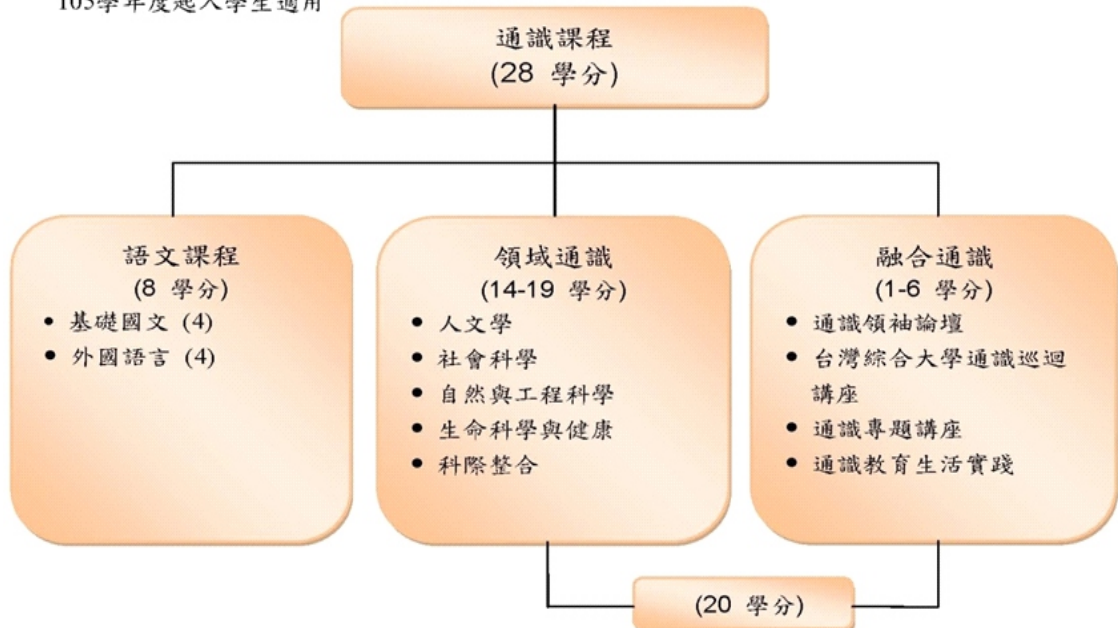 105學年度起入學生適用
通識課程
(28 學分)
語文課程
(8 學分)
• 基礎國文 (4)
• 外國語言 (4)
領域通識
(14-19 學分)
• 人文學
• 社會科學
• 自然與工程科學
• 生命科學與健康
• 科際整合
融合通識
(1-6 學分)
• 通識領袖論壇
• 台灣綜合大學通識巡迴
講座
• 通識專題講座
• 通識教育生活實踐
(20 學分)